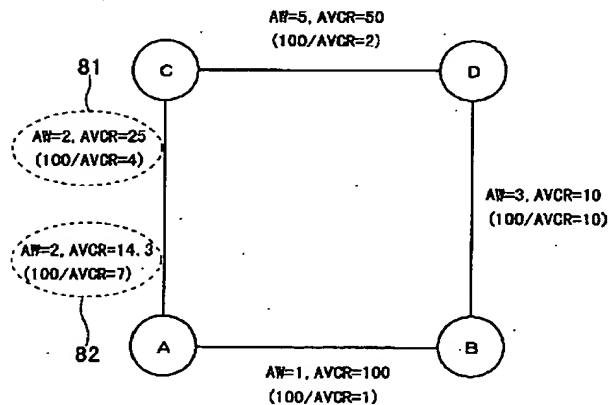 AW=5, AVCR=50
(100/AVCR=2)
81
C
D
AW=2, AVCR=25
(100/AVCR=4)
AW=3, AVCR=10
(100/AVCR=10)
AW=2, AVCR=14.3
(100/AVCR=7)
82
A
B
AW=1, AVCR=100
(100/AVCR=1)